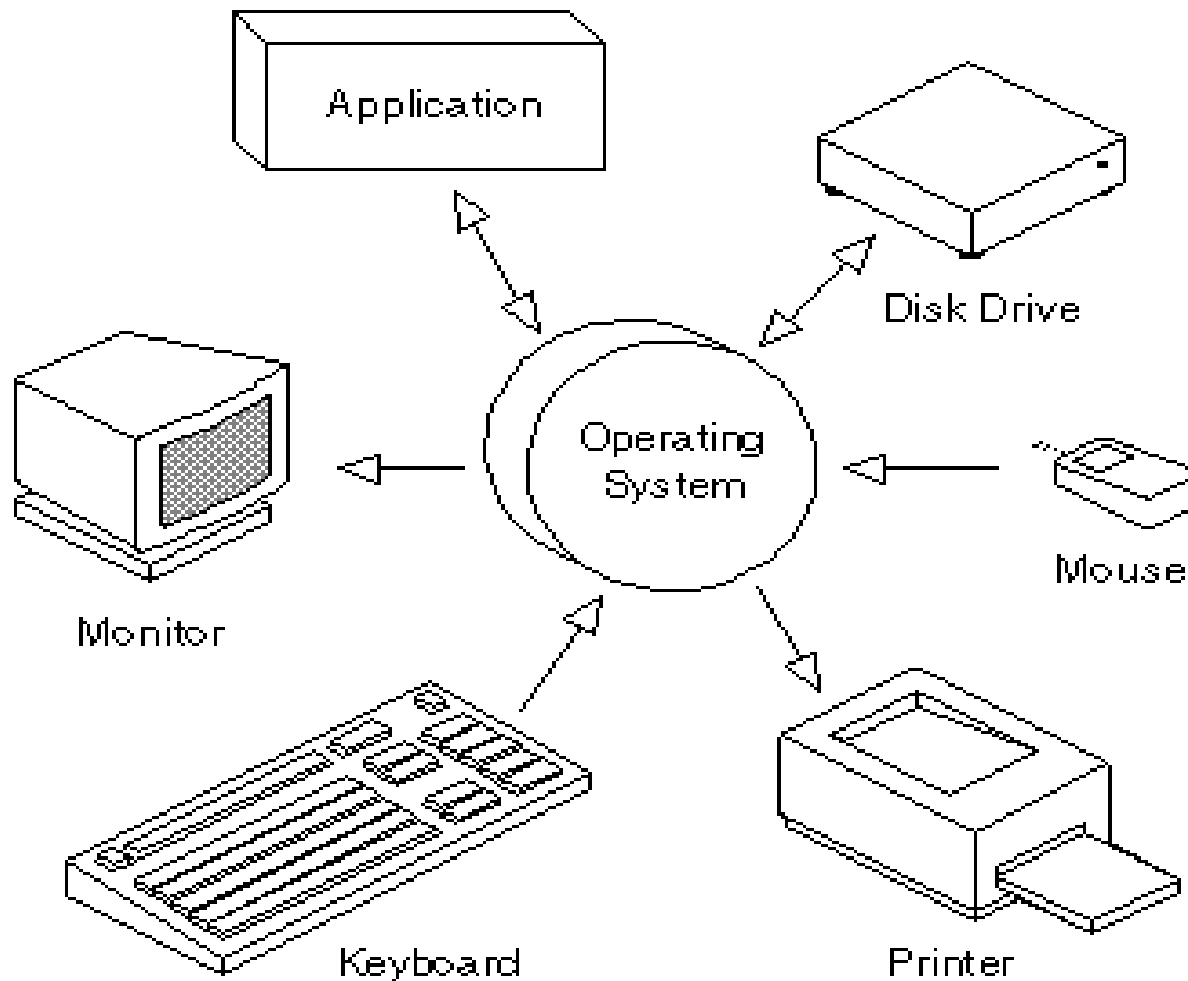 Application
Disk Drive
Operating
System
Mouse
Monitor
Keyboard
Printer